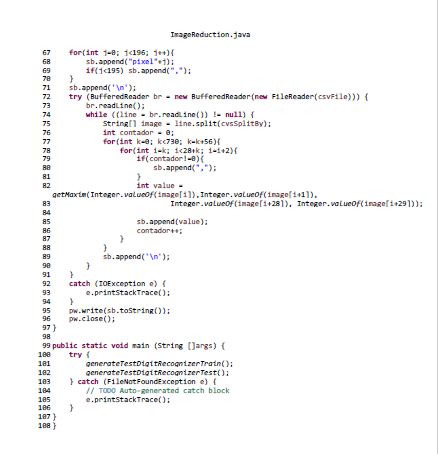 ImageReduction.java
67 for(int j=0; j<196; j++){
68 sb.append("pixel"+j);
69 if(j<195) sb.append(",");
70 }
71 sb.append('\n');
72 try (BufferedReader br = new BufferedReader(new FileReader(csvFile))) {
73 br.readLine();
74 while ((line = br.readLine()) != null) {
75 String[] image = line.split(cvsSplitBy);
76 int contador = 0;
77 for(int k=0; k<730; k=k+56){
78 for(int i=k; i<28+k; i=i+2){
79 if(contador!=0){
80 sb.append(",");
81 }
82 int value =
getMaxim(Integer.valueOf(image[i]),Integer.valueOf(image[i+1]),
83 Integer.valueOf(image[i+28]), Integer.valueOf(image[i+29]));
84
85 sb.append(value);
86 contador++;
87 }
88 }
89 sb.append('\n');
90 }
91 }
92 catch (IOException e) {
93 e.printStackTrace();
94 }
95 pw.write(sb.toString());
96 pw.close();
97 }
98
99 public static void main (String []args) {
100 try {
101 generateTestDigitRecognizerTrain();
102 generateTestDigitRecognizerTest();
103 } catch (FileNotFoundException e) {
104 // TODO Auto-generated catch block
105 e.printStackTrace();
106 }
107 }
108 }